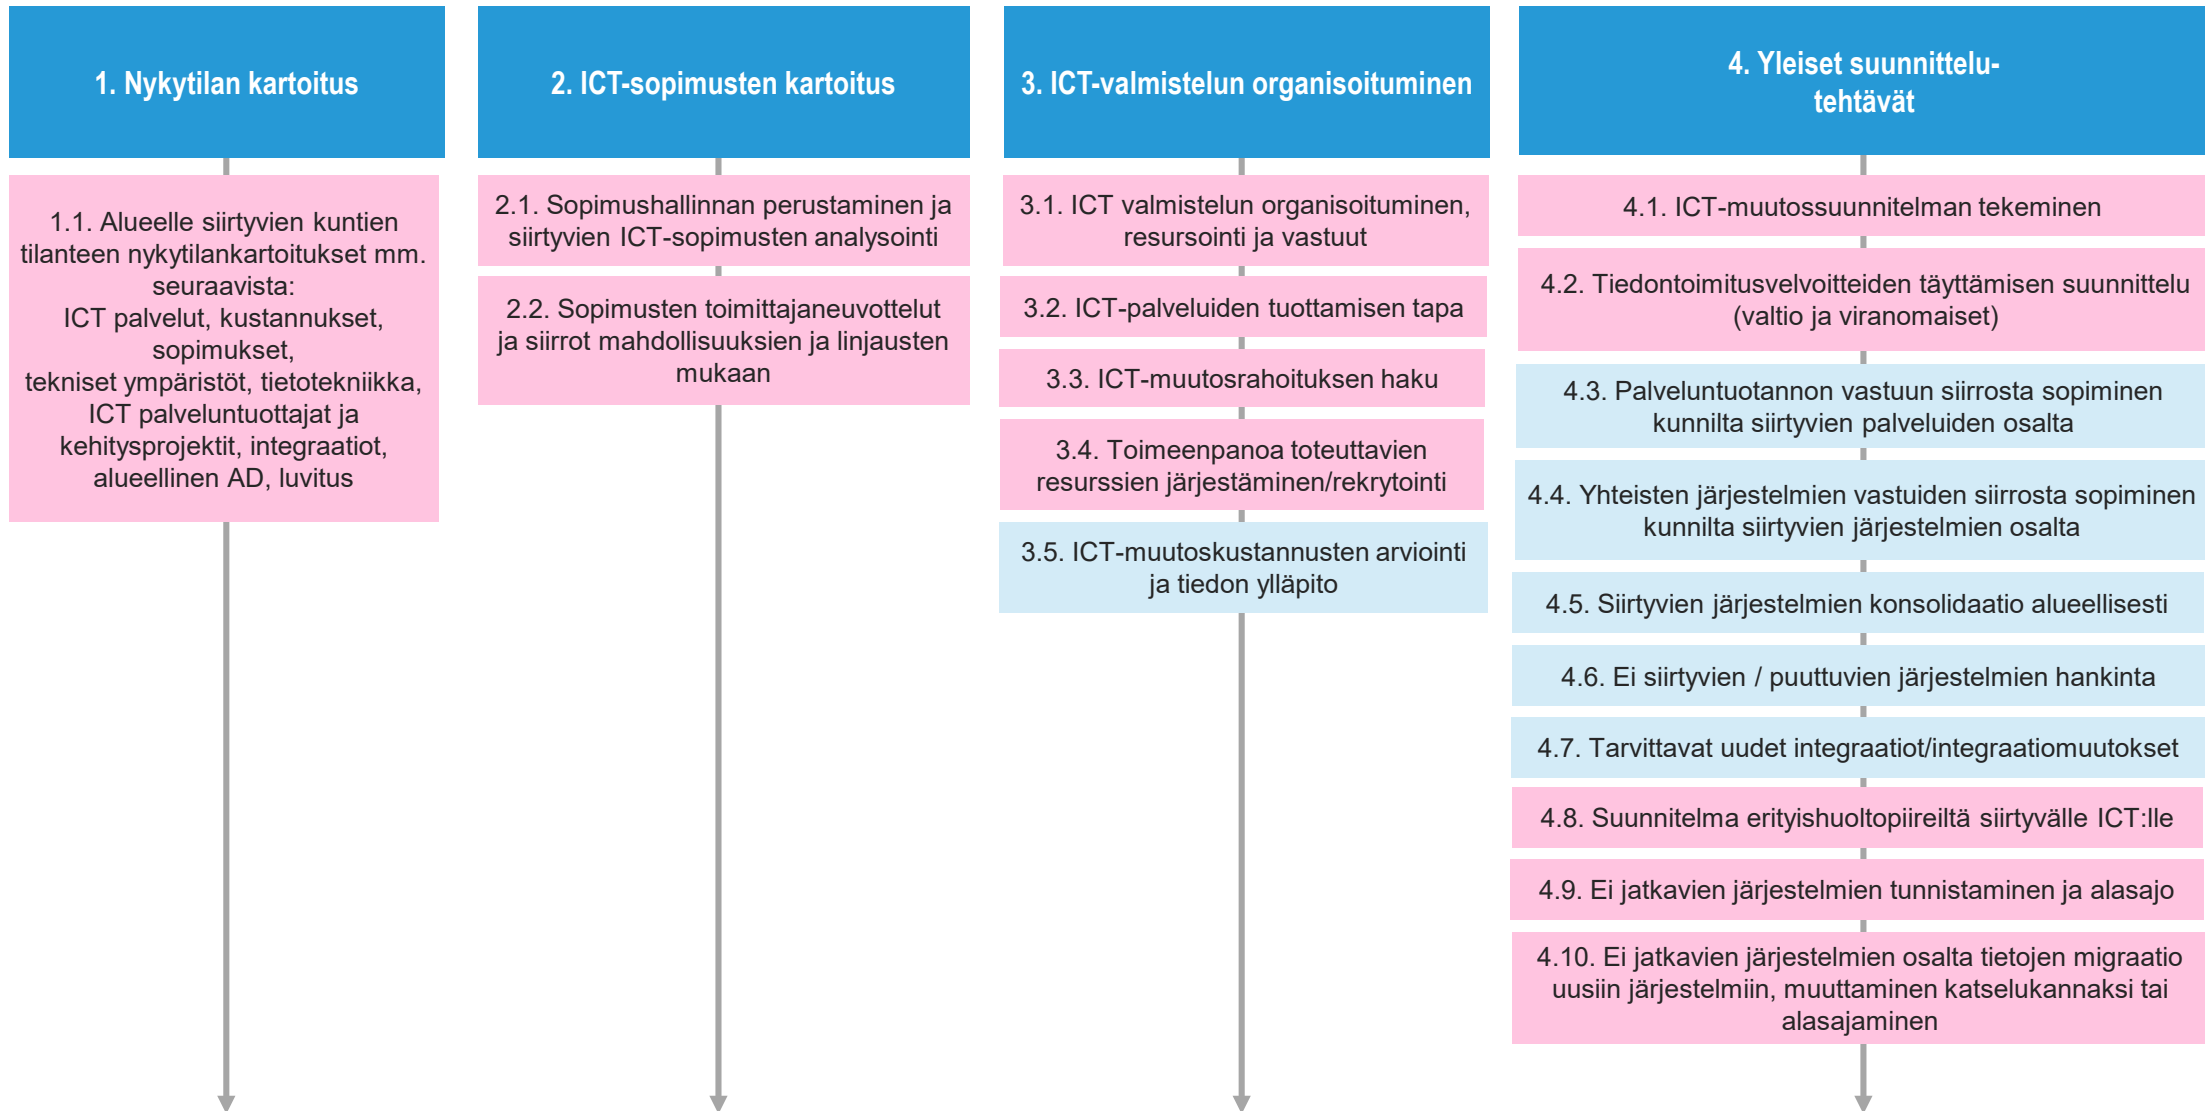 1. Nykytilan kartoitus
1.1. Alueelle siirtyvien kuntien
tilanteen nykytilankartoitukset mm.
seuraavista:
ICT palvelut, kustannukset,
sopimukset,
tekniset ympäristöt, tietotekniikka,
ICT palveluntuottajat ja
kehitysprojektit, integraatiot,
alueellinen AD, luvitus
2. ICT-sopimusten kartoitus
2.1. Sopimushallinnan perustaminen ja
siirtyvien ICT-sopimusten analysointi
2.2. Sopimusten toimittajaneuvottelut
ja siirrot mahdollisuuksien ja linjausten
mukaan
3. ICT-valmistelun organisoituminen
3.1. ICT valmistelun organisoituminen,
resursointi ja vastuut
3.2. ICT-palveluiden tuottamisen tapa
3.3. ICT-muutosrahoituksen haku
3.4. Toimeenpanoa toteuttavien
resurssien järjestäminen/rekrytointi
3.5. ICT-muutoskustannusten arviointi
ja tiedon ylläpito
4. Yleiset suunnittelu-
tehtävät
4.1. ICT-muutossuunnitelman tekeminen
4.2. Tiedontoimitusvelvoitteiden täyttämisen suunnittelu
(valtio ja viranomaiset)
4.3. Palveluntuotannon vastuun siirrosta sopiminen
kunnilta siirtyvien palveluiden osalta
4.4. Yhteisten järjestelmien vastuiden siirrosta sopiminen
kunnilta siirtyvien järjestelmien osalta
4.5. Siirtyvien järjestelmien konsolidaatio alueellisesti
4.6. Ei siirtyvien / puuttuvien järjestelmien hankinta
4.7. Tarvittavat uudet integraatiot/integraatiomuutokset
4.8. Suunnitelma erityishuoltopiireiltä siirtyvälle ICT:lle
4.9. Ei jatkavien järjestelmien tunnistaminen ja alasajo
4.10. Ei jatkavien järjestelmien osalta tietojen migraatio
uusiin järjestelmiin, muuttaminen katselukannaksi tai
alasajaminen